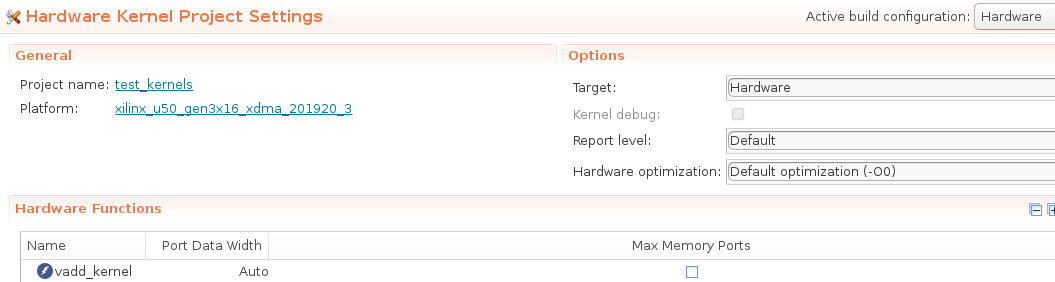 Hardware Kernel Project Settings
Active build configuration: Hardware
General
Project name: test_kernels
Platform: xilinx_u50_gen3x16_xdma_201920_3
Options
Target: Hardware
Kernel debug:
Report level: Default
Hardware optimization: Default optimization (-O0)
Hardware Functions
Name Port Data Width Max Memory Ports
vadd_kernel Auto